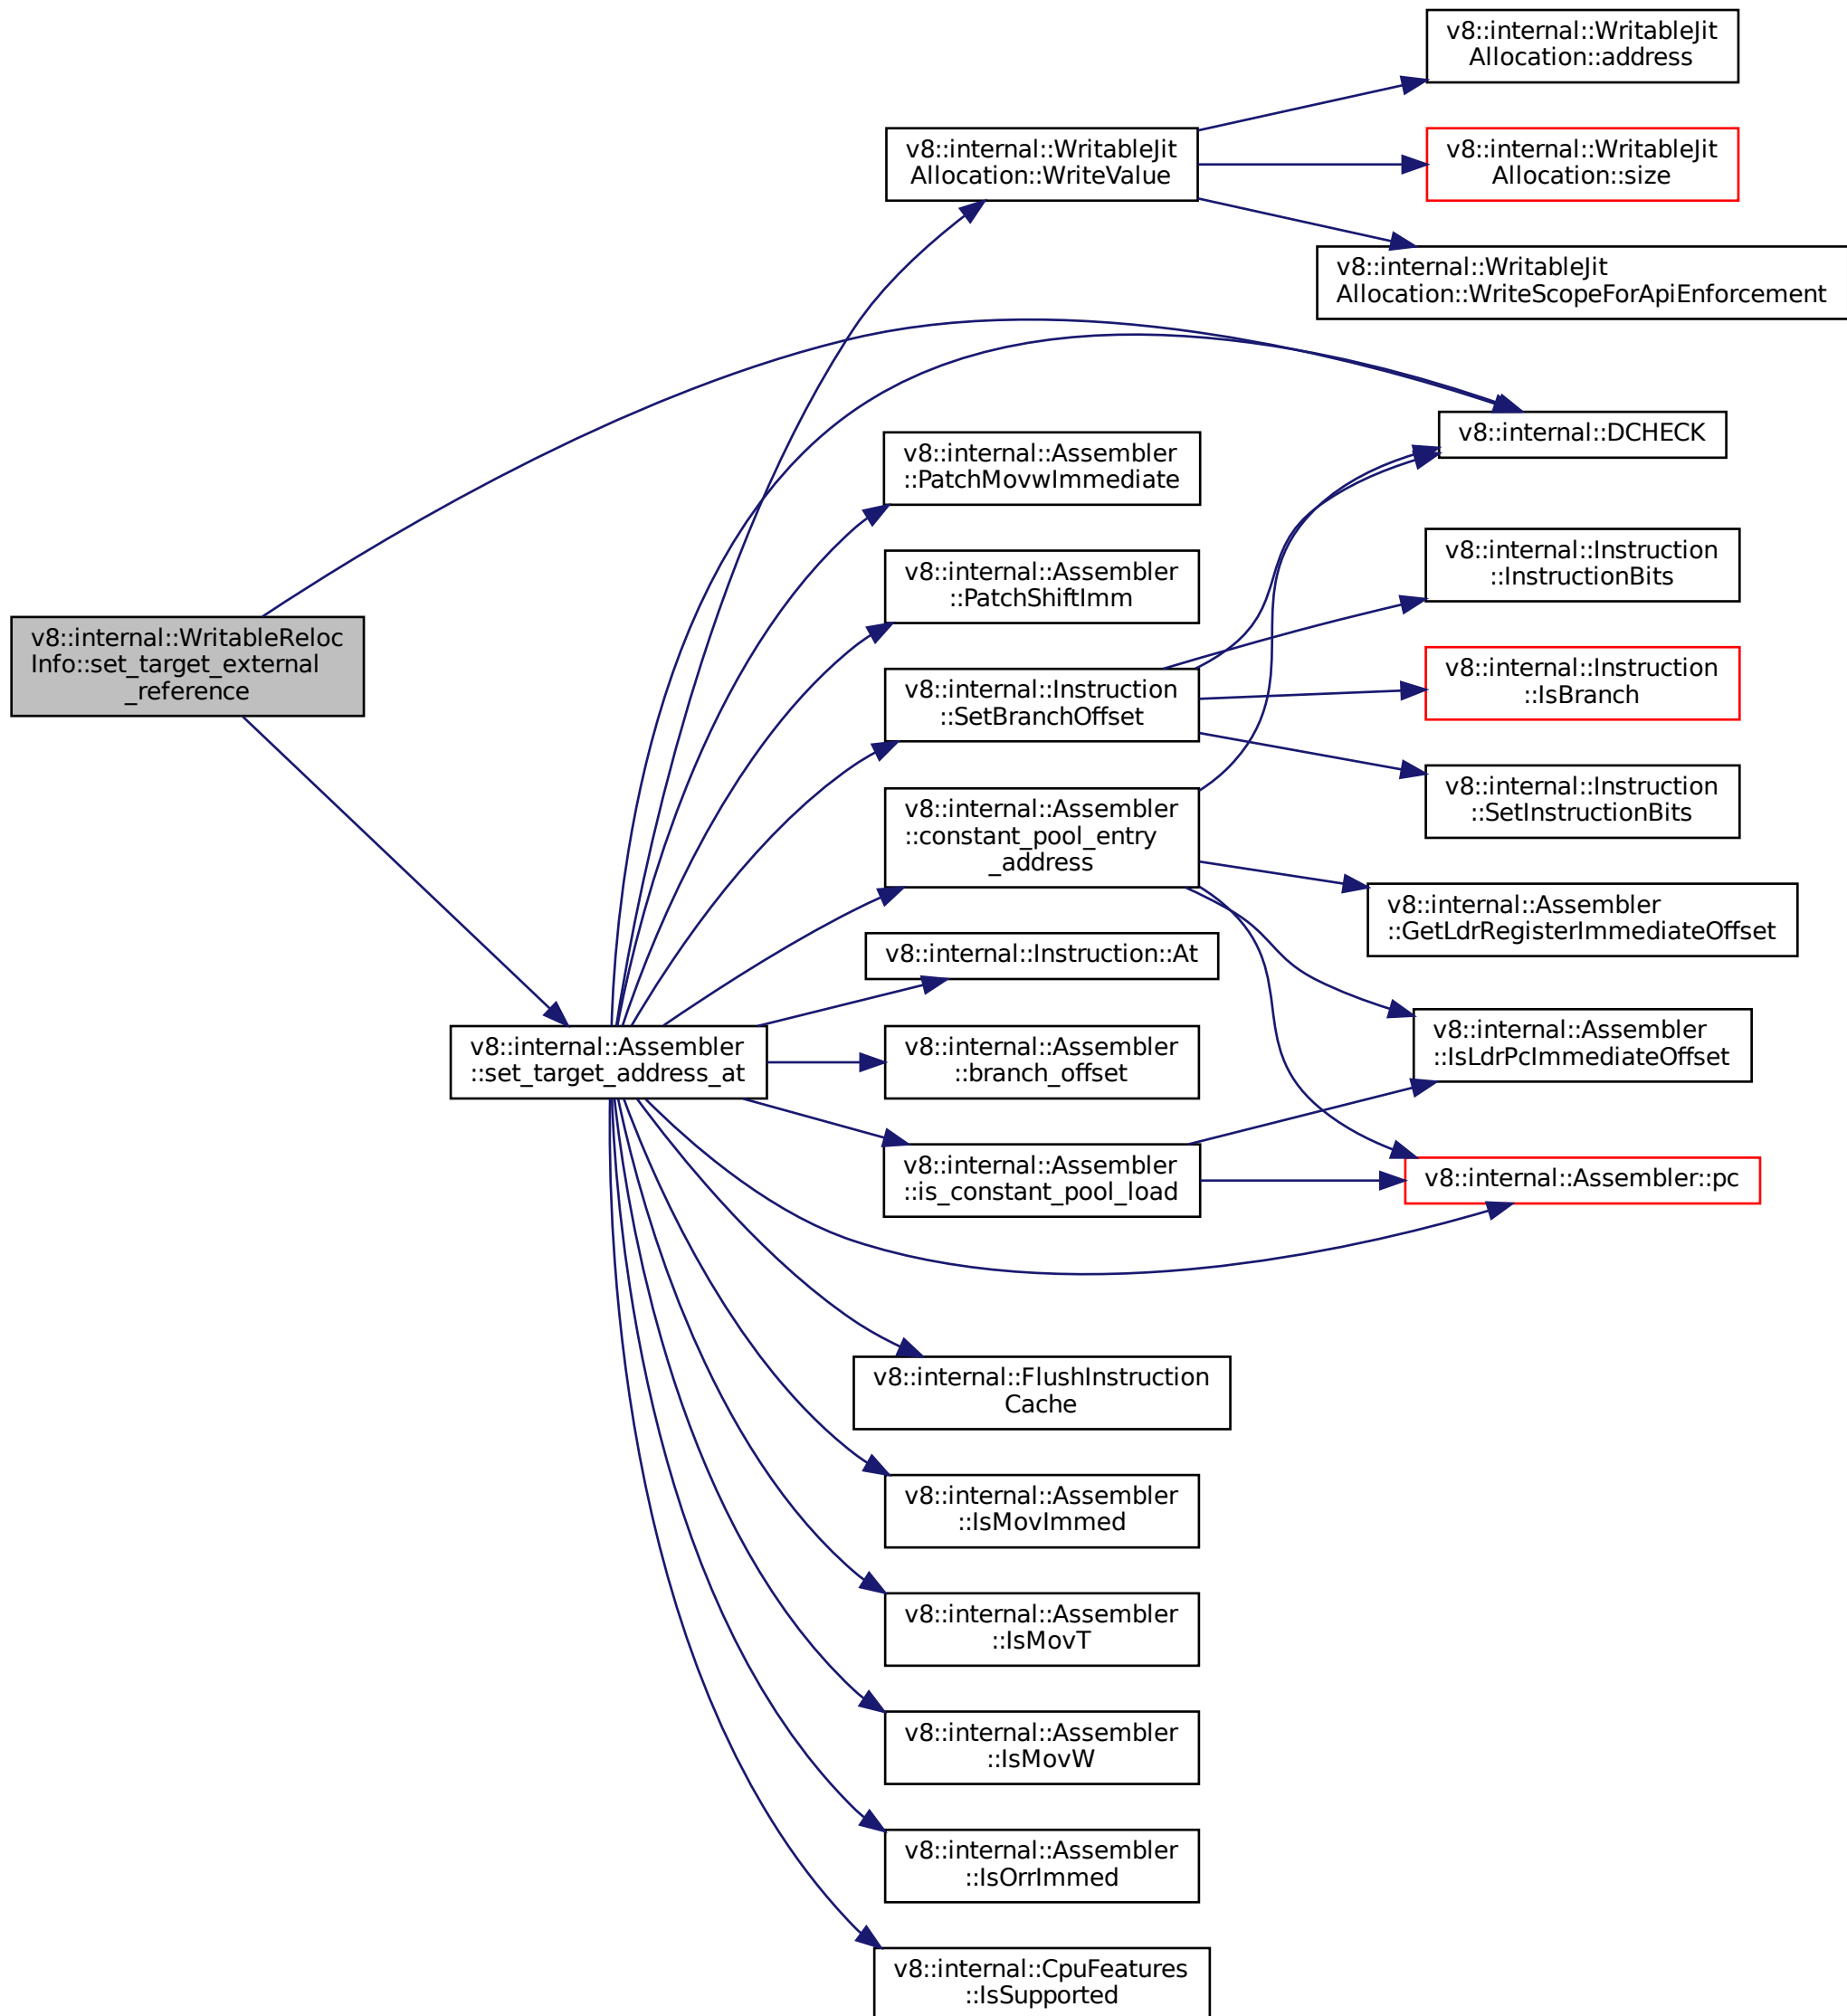 v8::internal::WritableJit
Allocation::address
v8::internal::WritableJit
Allocation::WriteValue
v8::internal::WritableJit
Allocation::size
v8::internal::WritableJit
Allocation::WriteScopeForApiEnforcement
v8::internal::DCHECK
v8::internal::Assembler
::PatchMovwImmediate
v8::internal::Instruction
::InstructionBits
v8::internal::Assembler
::PatchShiftImm
v8::internal::WritableReloc
Info::set_target_external
_reference
v8::internal::Instruction
::SetBranchOffset
v8::internal::Instruction
::IsBranch
v8::internal::Instruction
::SetInstructionBits
v8::internal::Assembler
::constant_pool_entry
_address
v8::internal::Assembler
::GetLdrRegisterImmediateOffset
v8::internal::Instruction::At
v8::internal::Assembler
::IsLdrPcImmediateOffset
v8::internal::Assembler
::set_target_address_at
v8::internal::Assembler
::branch_offset
v8::internal::Assembler
::is_constant_pool_load
v8::internal::Assembler::pc
v8::internal::FlushInstruction
Cache
v8::internal::Assembler
::IsMovImmed
v8::internal::Assembler
::IsMovT
v8::internal::Assembler
::IsMovW
v8::internal::Assembler
::IsOrrImmed
v8::internal::CpuFeatures
::IsSupported